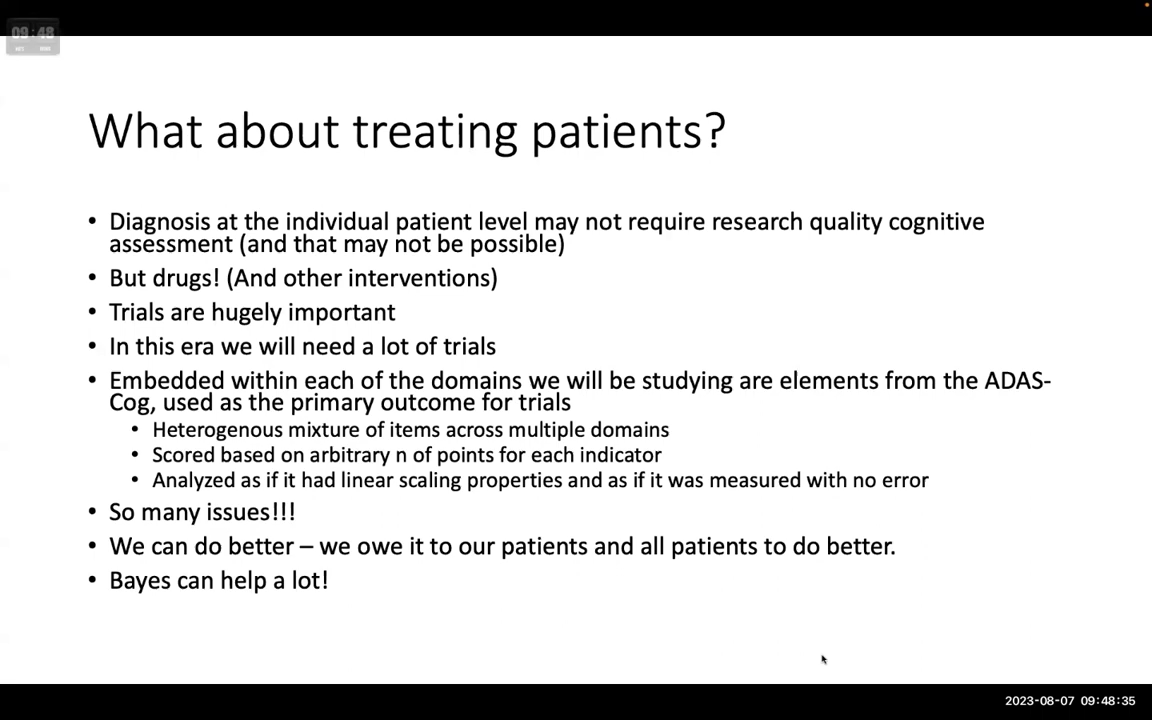 09:48
What about treating patients?
• Diagnosis at the individual patient level may not require research quality cognitive
assessment (and that may not be possible)
• But drugs! (And other interventions)
• Trials are hugely important
• In this era we will need a lot of trials
• Embedded within each of the domains we will be studying are elements from the ADAS-
Cog, used as the primary outcome for trials
• Heterogenous mixture of items across multiple domains
• Scored based on arbitrary n of points for each indicator
• Analyzed as if it had linear scaling properties and as if it was measured with no error
• So many issues!!!
• We can do better – we owe it to our patients and all patients to do better.
• Bayes can help a lot!
2023-08-07 09:48:35